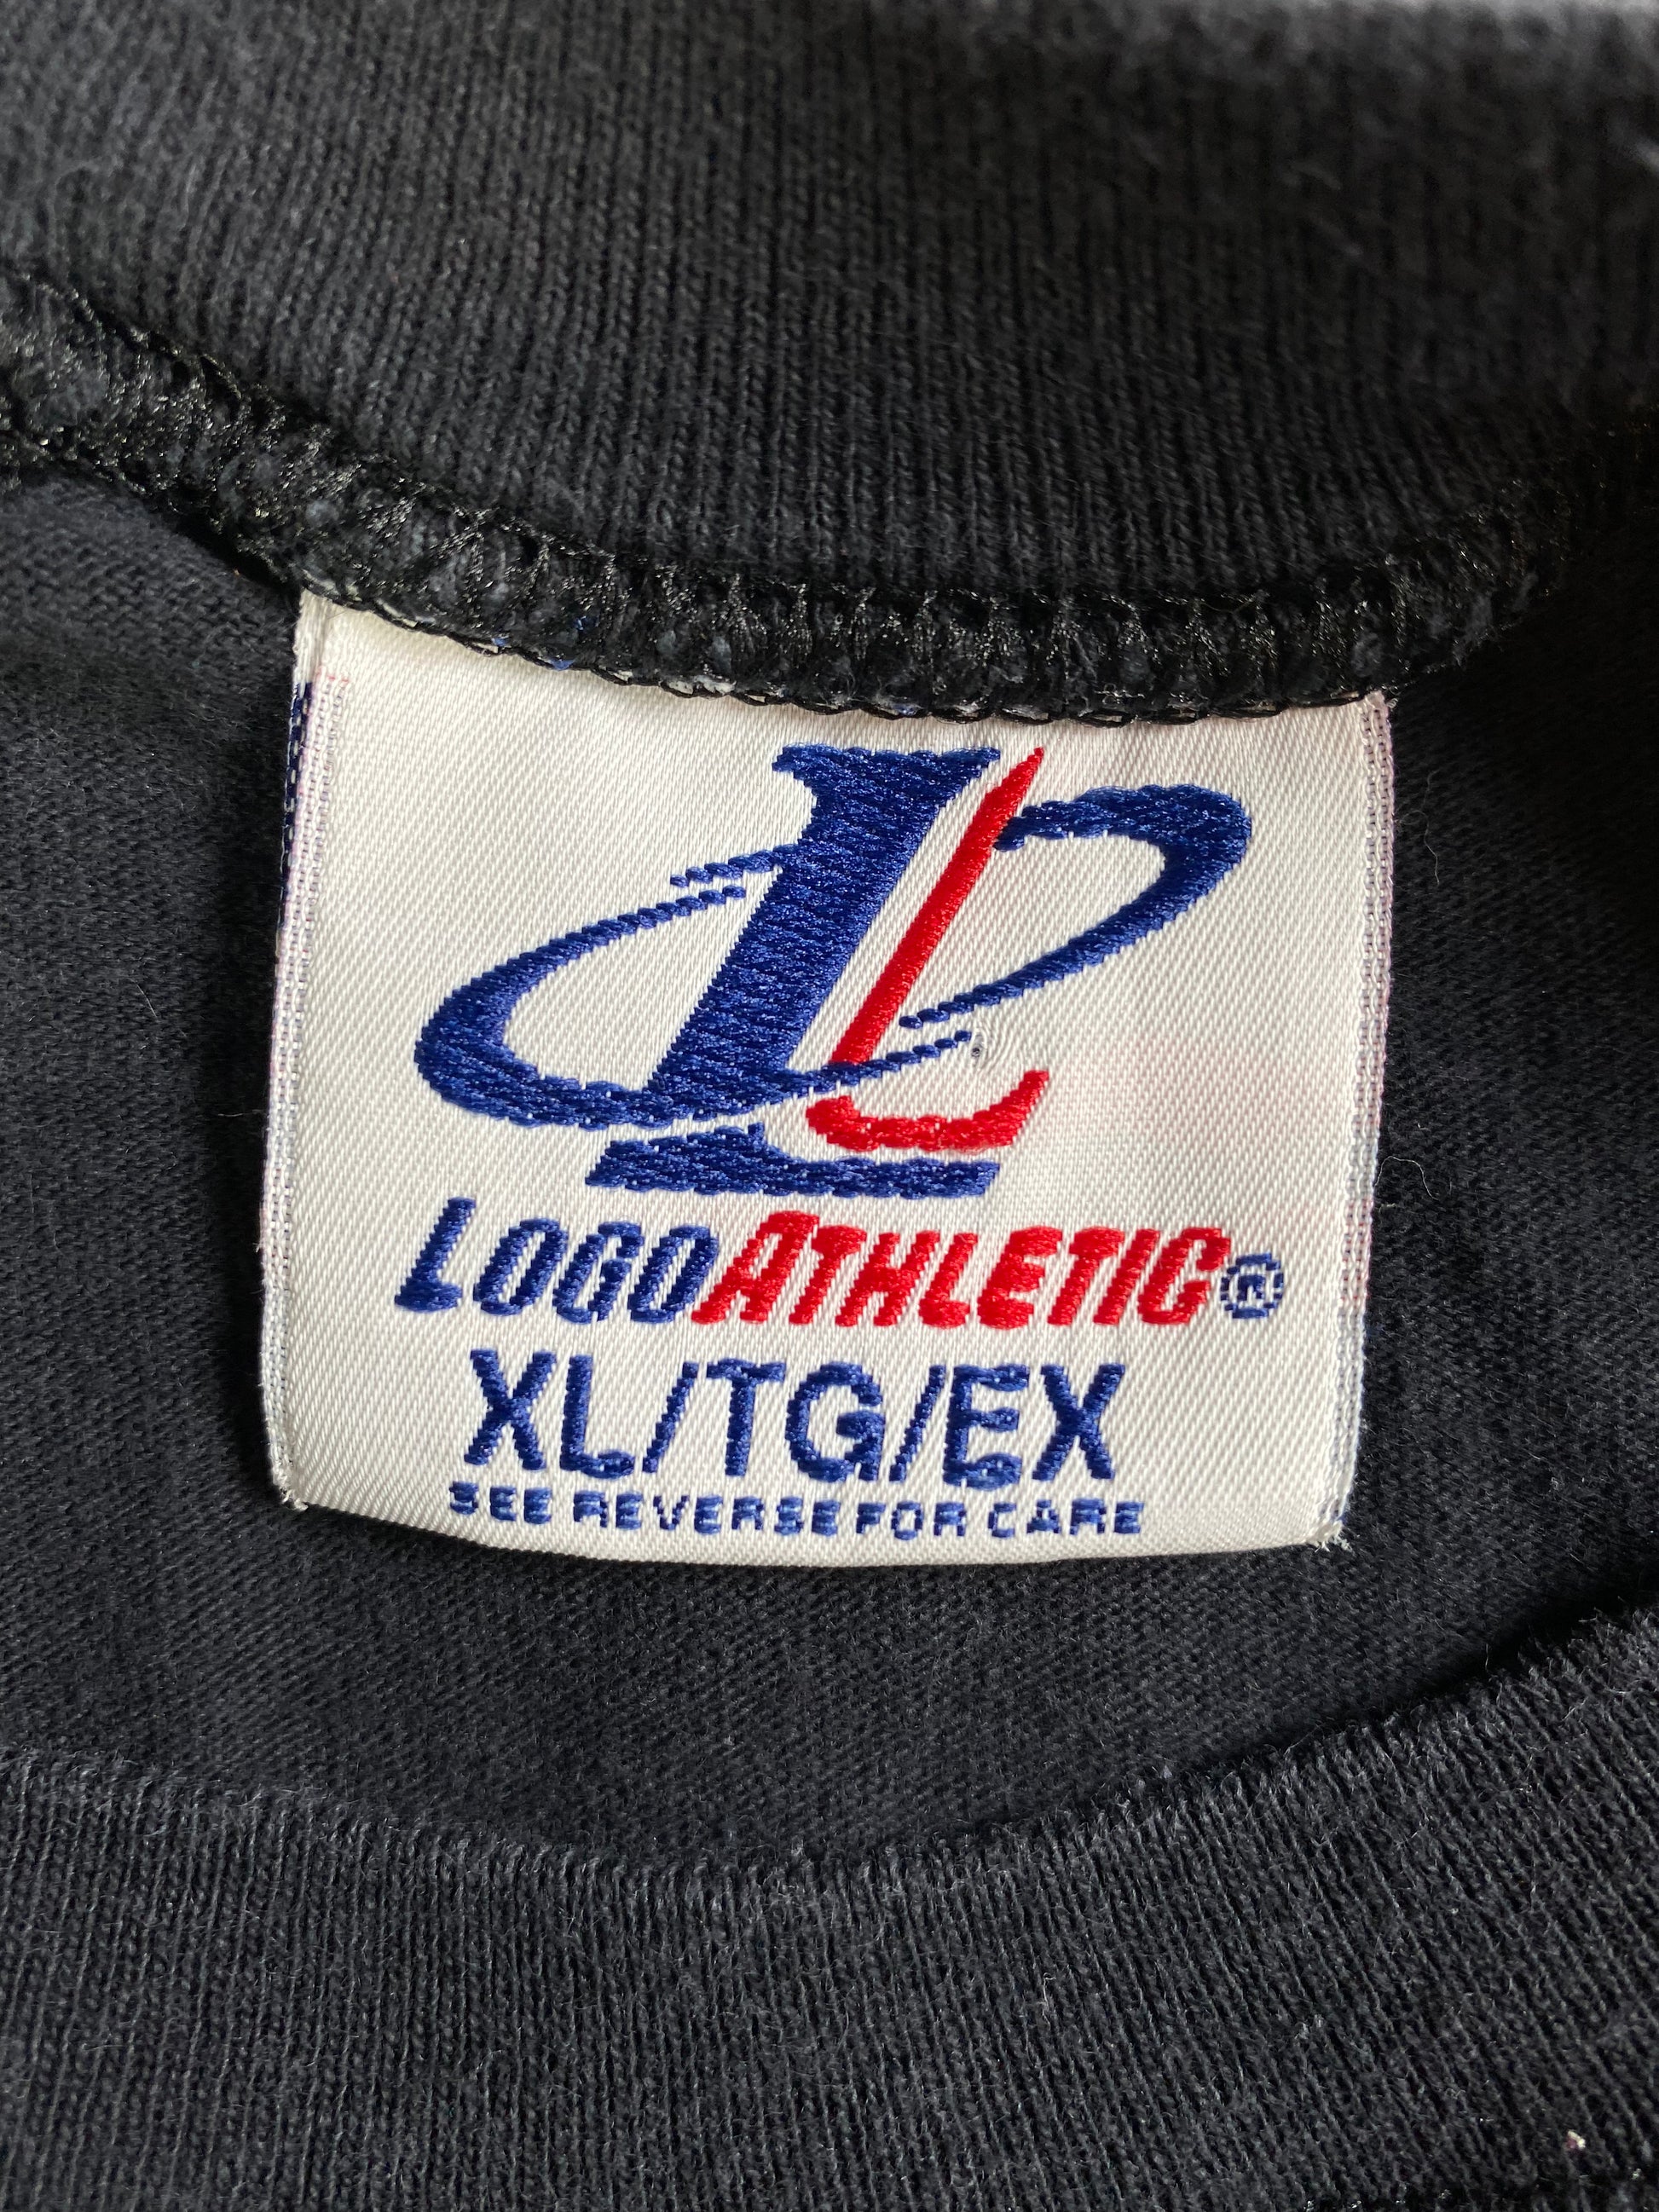 L
LOGOATHLETIC®
XL/TG/EX
SEE REVERSE FOR CARE